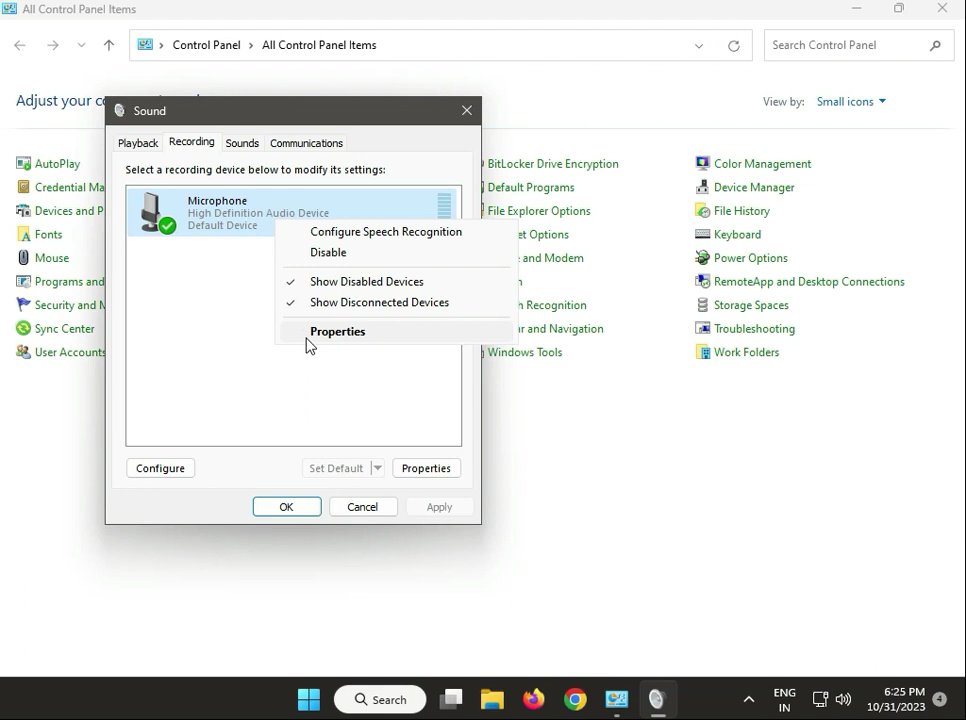 All Control Panel Items
Control Panel > All Control Panel Items
Search Control Panel
Adjust your co
View by: Small icons
Sound
Playback Recording Sounds Communications
Select a recording device below to modify its settings:
Microphone
High Definition Audio Device
Default Device
Configure Speech Recognition
Disable
Show Disabled Devices
Show Disconnected Devices
Properties
Configure Set Default Properties
OK Cancel Apply
AutoPlay
Credential Ma
Devices and P
Fonts
Mouse
Programs and
Security and M
Sync Center
User Accounts
BitLocker Drive Encryption
Default Programs
File Explorer Options
et Options
and Modem
n
h Recognition
r and Navigation
Windows Tools
Color Management
Device Manager
File History
Keyboard
Power Options
RemoteApp and Desktop Connections
Storage Spaces
Troubleshooting
Work Folders
Search
ENG
IN
6:25 PM
10/31/2023
4